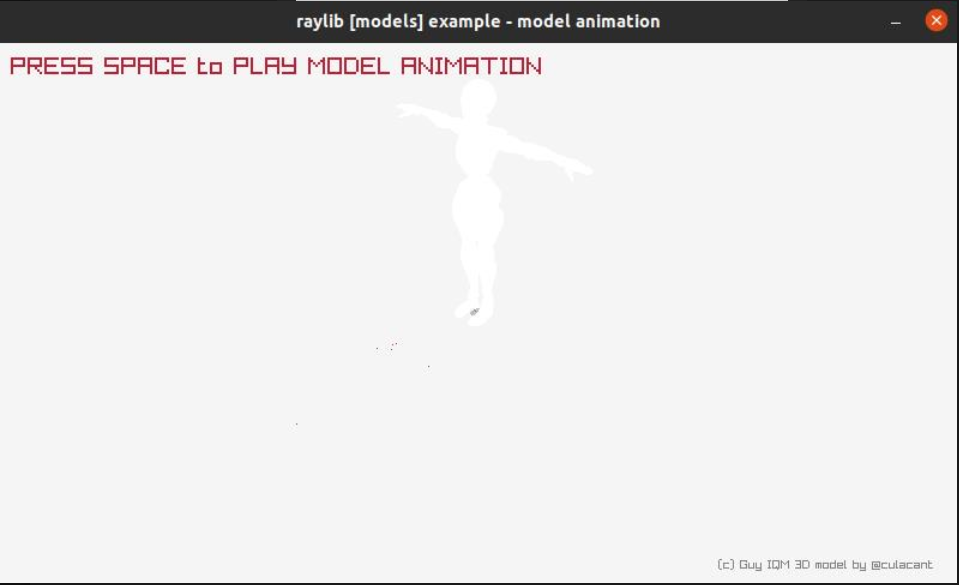 raylib [models] example - model animation
PRESS SPACE to PLAY MODEL ANIMATION
(c) Guy IQM 3D model by @culacant